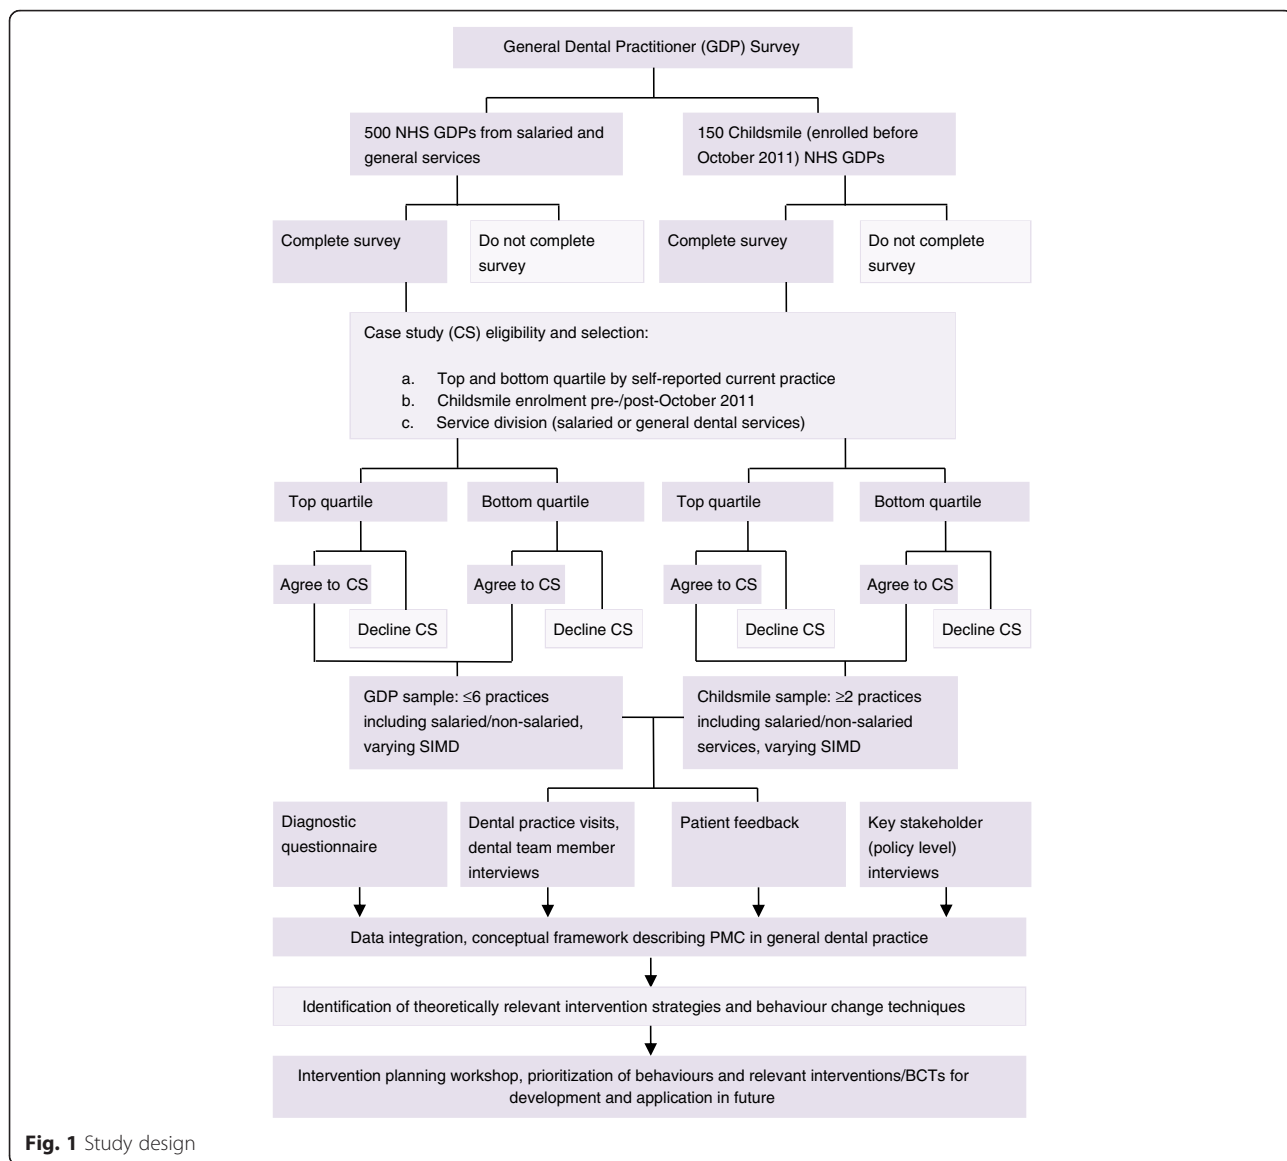 General Dental Practitioner (GDP) Survey
500 NHS GDPs from salaried and
general services
150 Childsmile (enrolled before
October 2011) NHS GDPs
Complete survey
Do not complete
survey
Complete survey
Do not complete
survey
Case study (CS) eligibility and selection:
a. Top and bottom quartile by self-reported current practice
b. Childsmile enrolment pre-/post-October 2011
c. Service division (salaried or general dental services)
Top quartile
Bottom quartile
Top quartile
Bottom quartile
Agree to CS
Agree to CS
Agree to CS
Agree to CS
Decline CS
Decline CS
Decline CS
Decline CS
GDP sample: ≤6 practices
including salaried/non-salaried,
varying SIMD
Childsmile sample: ≥2 practices
including salaried/non-salaried
services, varying SIMD
Diagnostic
questionnaire
Dental practice visits,
dental team member
interviews
Patient feedback
Key stakeholder
(policy level)
interviews
Data integration, conceptual framework describing PMC in general dental practice
Identification of theoretically relevant intervention strategies and behaviour change techniques
Intervention planning workshop, prioritization of behaviours and relevant interventions/BCTs for
development and application in future
Fig. 1 Study design